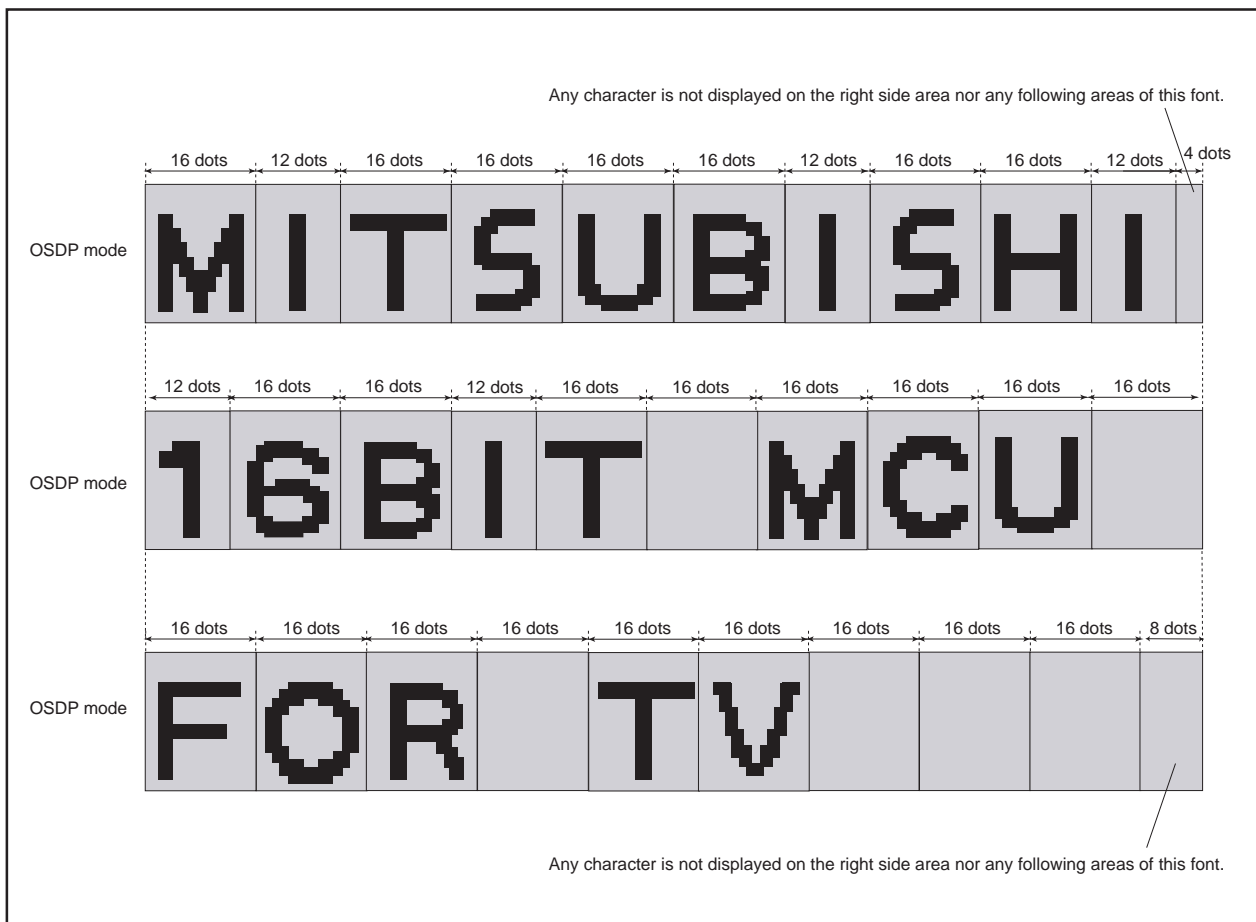 Any character is not displayed on the right side area nor any following areas of this font.
16 dots 12 dots 16 dots 16 dots 16 dots 16 dots 12 dots 16 dots 16 dots 12 dots 4 dots
OSDP mode MITSUBISHI
12 dots 16 dots 16 dots 12 dots 16 dots 16 dots 16 dots 16 dots 16 dots 16 dots
OSDP mode 16BIT MCU
16 dots 16 dots 16 dots 16 dots 16 dots 16 dots 16 dots 16 dots 16 dots 8 dots
OSDP mode FOR TV
Any character is not displayed on the right side area nor any following areas of this font.